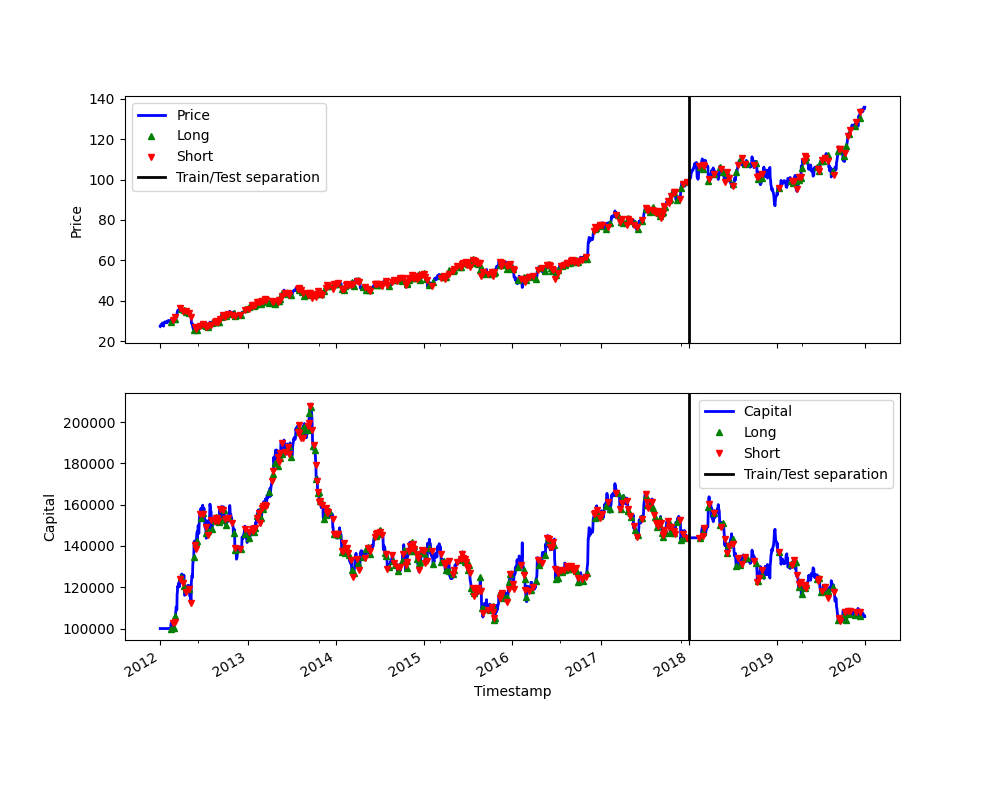 140
120
100
80
60
40
20
Price
Price
Long
Short
Train/Test separation
200000
180000
160000
140000
120000
100000
Capital
Capital
Long
Short
Train/Test separation
2012 2013 2014 2015 2016 2017 2018 2019 2020
Timestamp